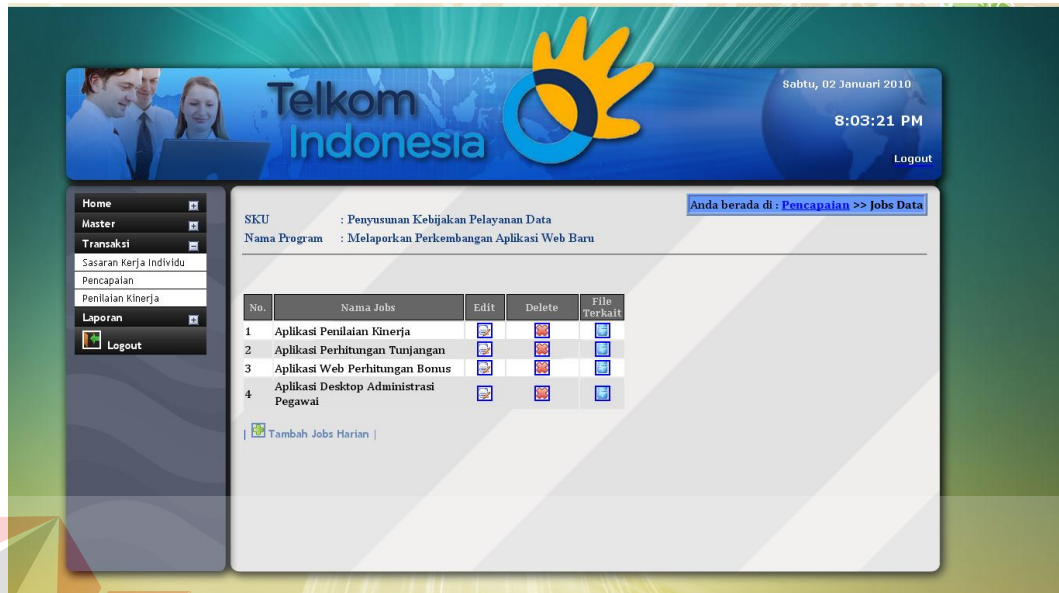 Telkom
Indonesia
Sabtu, 02 Januari 2010
8:03:21 PM
Logout
Home
Master
Transaksi
Sasaran Kerja Individu
Pencapaian
Penilaian Kinerja
Laporan
Logout
Anda berada di : Pencapaian >> Jobs Data
SKU : Penyusunan Kebijakan Pelayanan Data
Nama Program : Melaporkan Perkembangan Aplikasi Web Baru
No. Nama Jobs Edit Delete File Terkait
1 Aplikasi Penilaian Kinerja
2 Aplikasi Perhitungan Tunjangan
3 Aplikasi Web Perhitungan Bonus
4 Aplikasi Desktop Administrasi
Pegawai
| Tambah Jobs Harian |